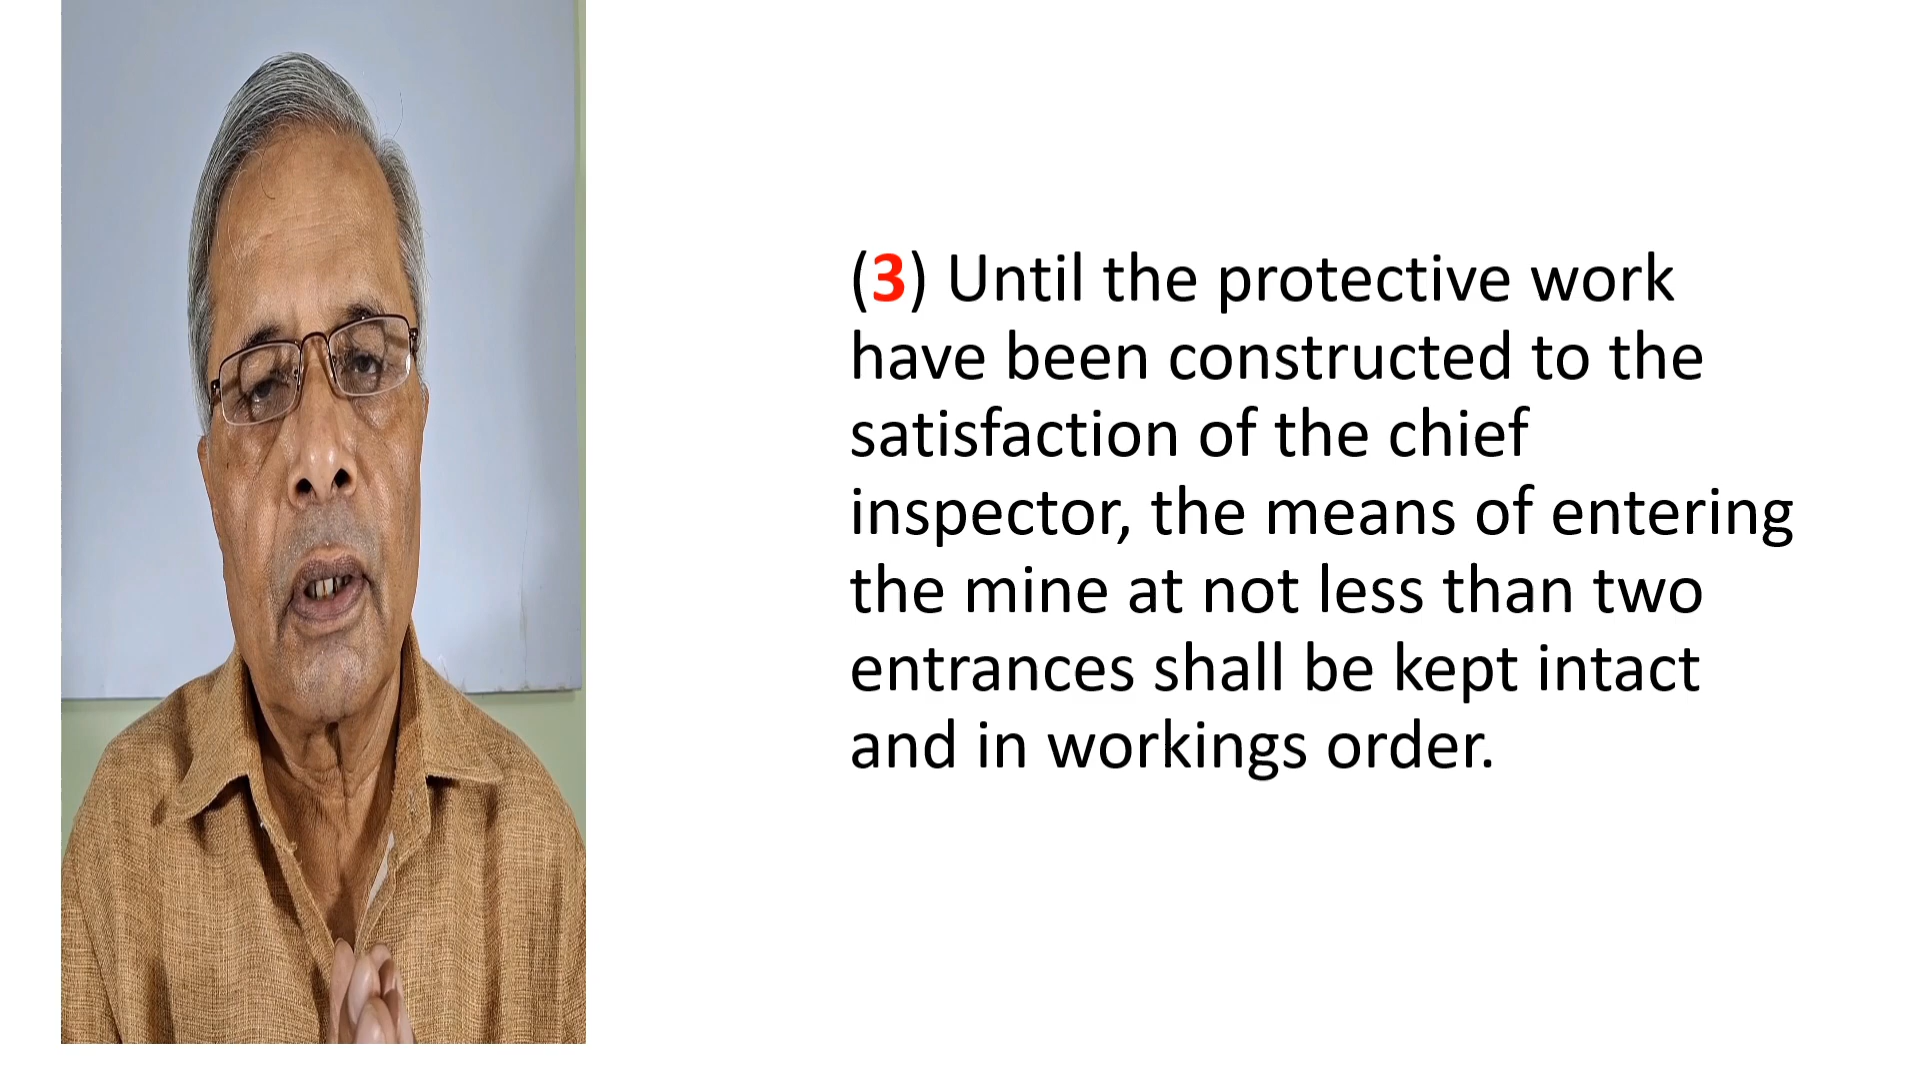 (3) Until the protective work
have been constructed to the
satisfaction of the chief
inspector, the means of entering
the mine at not less than two
entrances shall be kept intact
and in workings order.